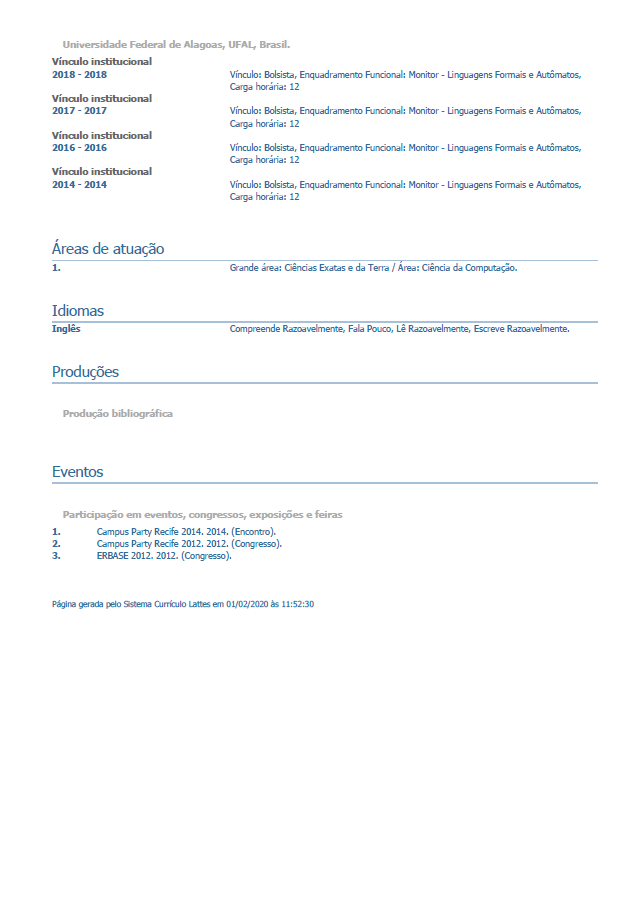 Universidade Federal de Alagoas, UFAL, Brasil.
Vínculo institucional
2018 - 2018 Vínculo: Bolsista, Enquadramento Funcional: Monitor - Linguagens Formais e Autômatos,
Carga horária: 12
Vínculo institucional
2017 - 2017 Vínculo: Bolsista, Enquadramento Funcional: Monitor - Linguagens Formais e Autômatos,
Carga horária: 12
Vínculo institucional
2016 - 2016 Vínculo: Bolsista, Enquadramento Funcional: Monitor - Linguagens Formais e Autômatos,
Carga horária: 12
Vínculo institucional
2014 - 2014 Vínculo: Bolsista, Enquadramento Funcional: Monitor - Linguagens Formais e Autômatos,
Carga horária: 12
Áreas de atuação
1. Grande área: Ciências Exatas e da Terra / Área: Ciência da Computação.
Idiomas
Inglês Compreende Razoavelmente, Fala Pouco, Lê Razoavelmente, Escreve Razoavelmente.
Produções
Produção bibliográfica
Eventos
Participação em eventos, congressos, exposições e feiras
1. Campus Party Recife 2014. 2014. (Encontro).
2. Campus Party Recife 2012. 2012. (Congresso).
3. ERBASE 2012. 2012. (Congresso).
Página gerada pelo Sistema Currículo Lattes em 01/02/2020 às 11:52:30